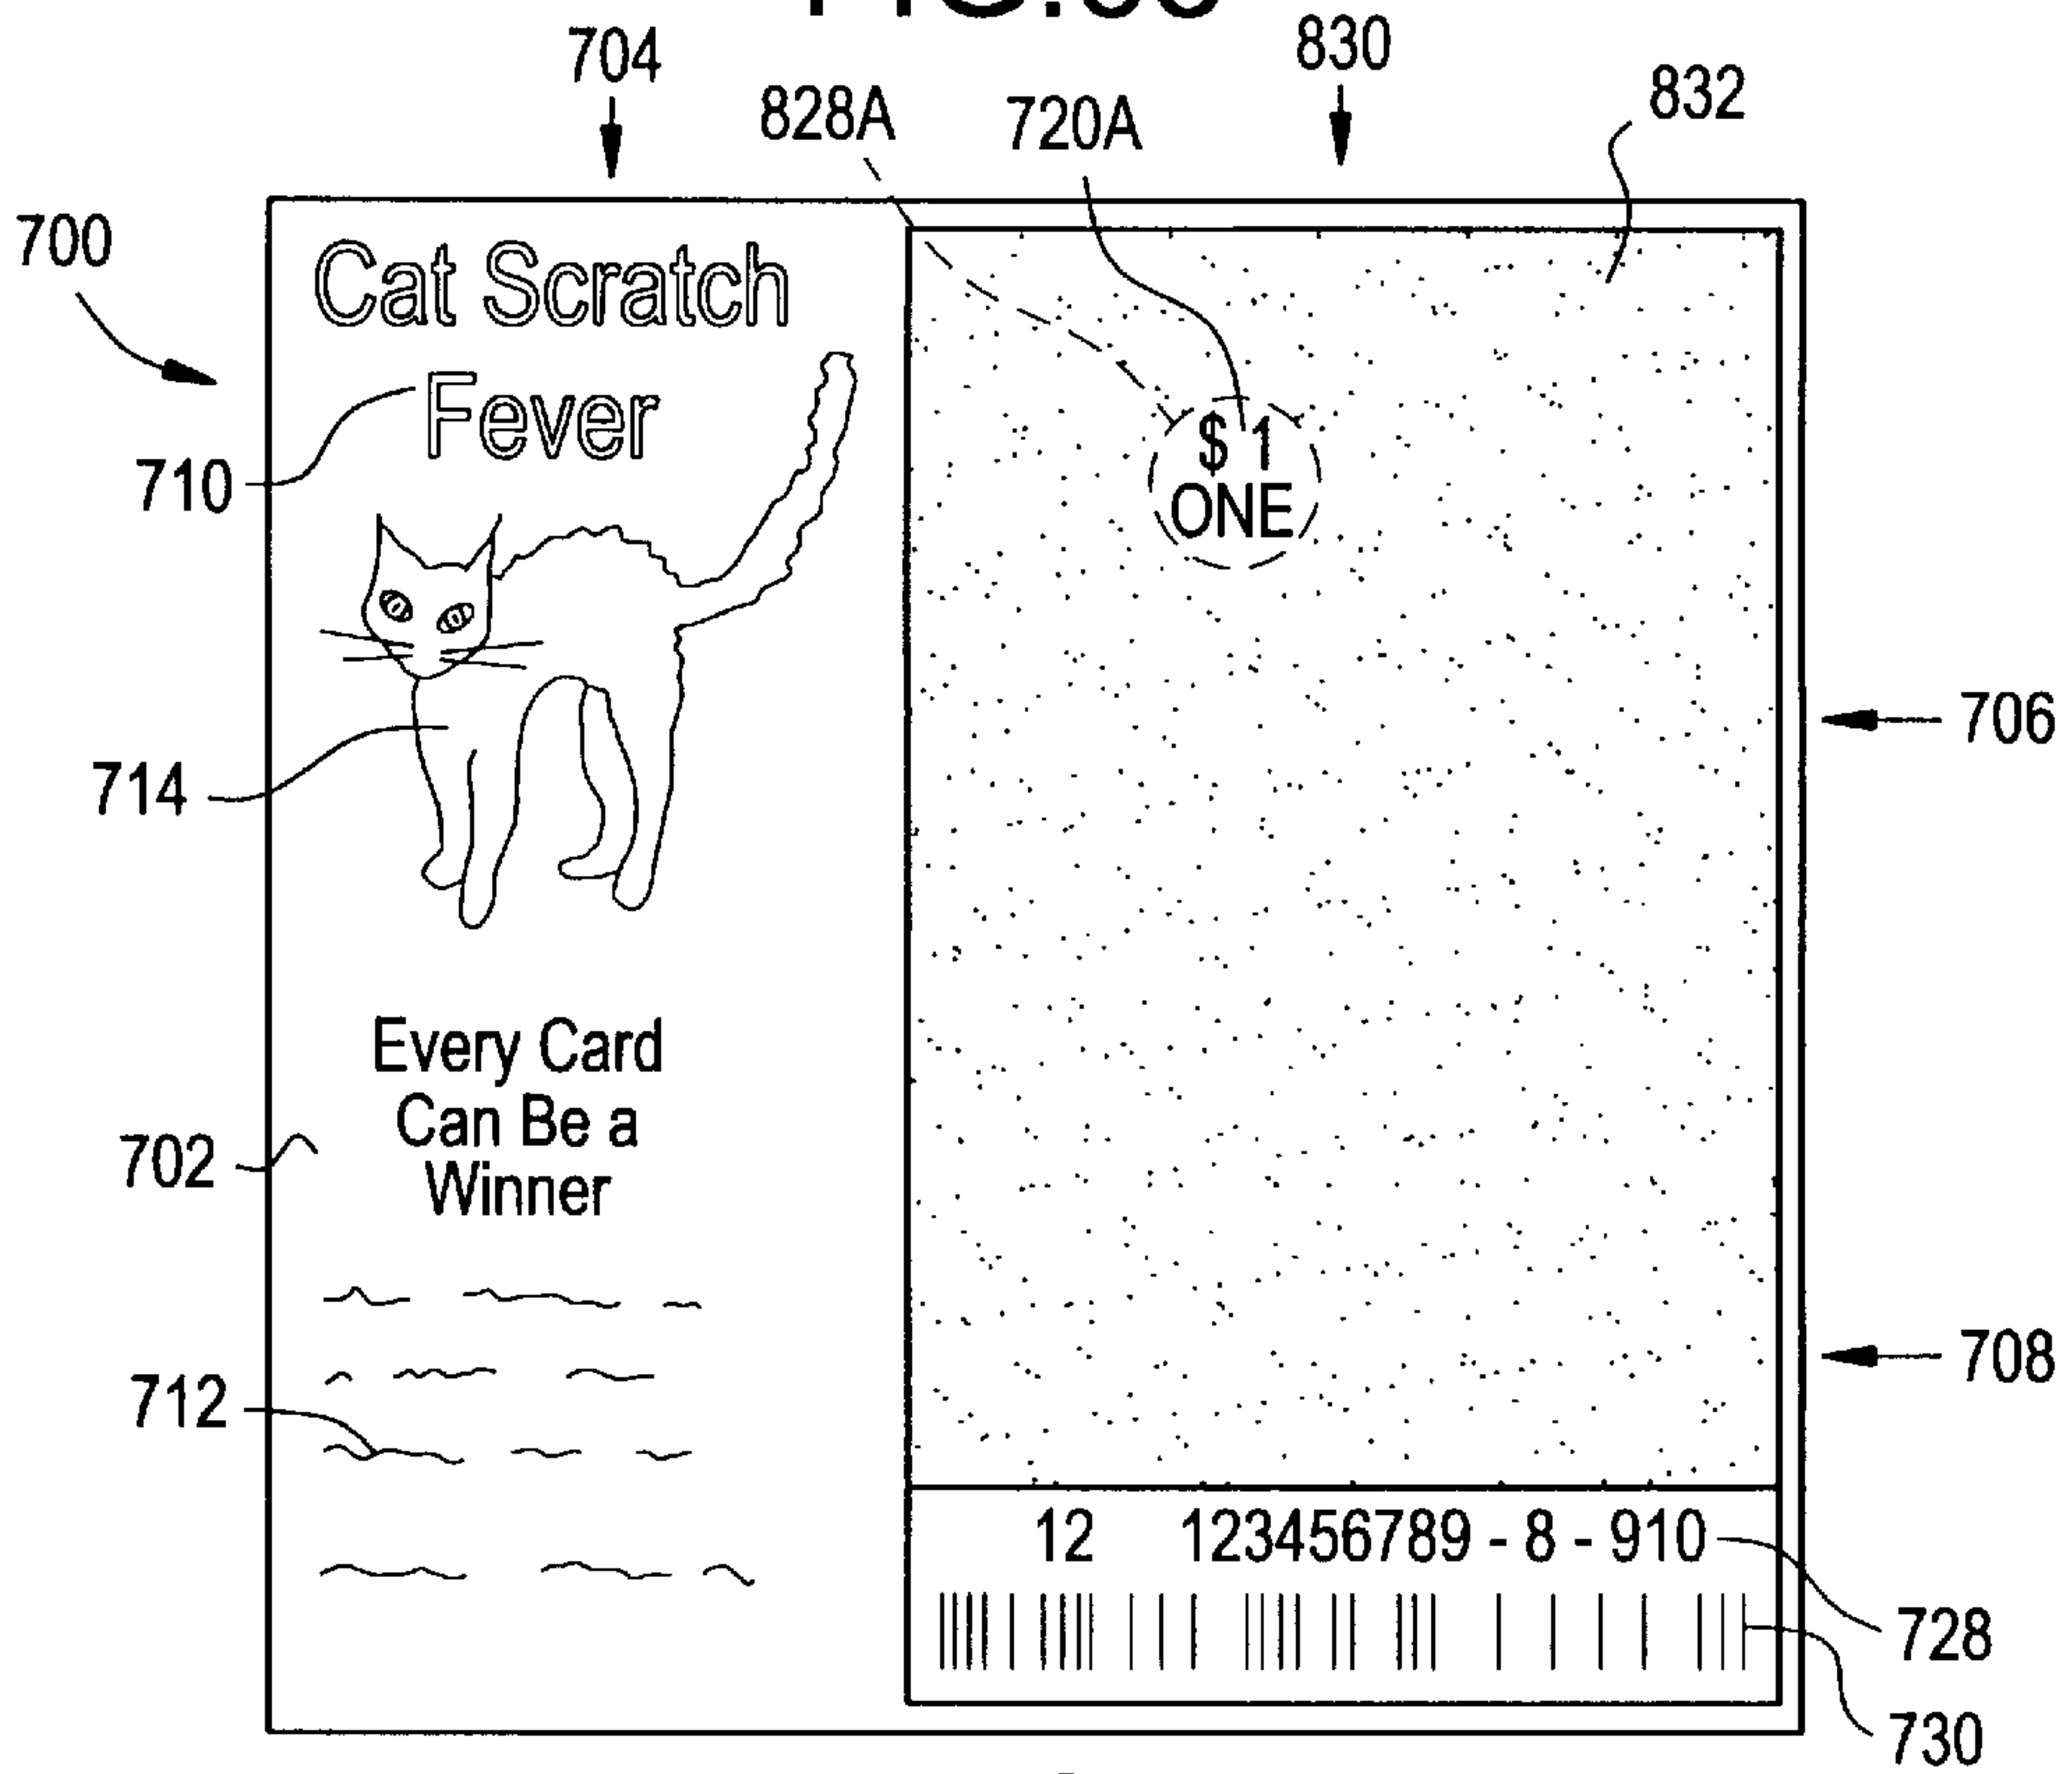 704
830
832
828A
720A
700
Cat Scratch
Fever
710
$ 1
ONE
706
714
Every Card
Can Be a
Winner
702
708
712
12 123456789 - 8 - 910
728
730